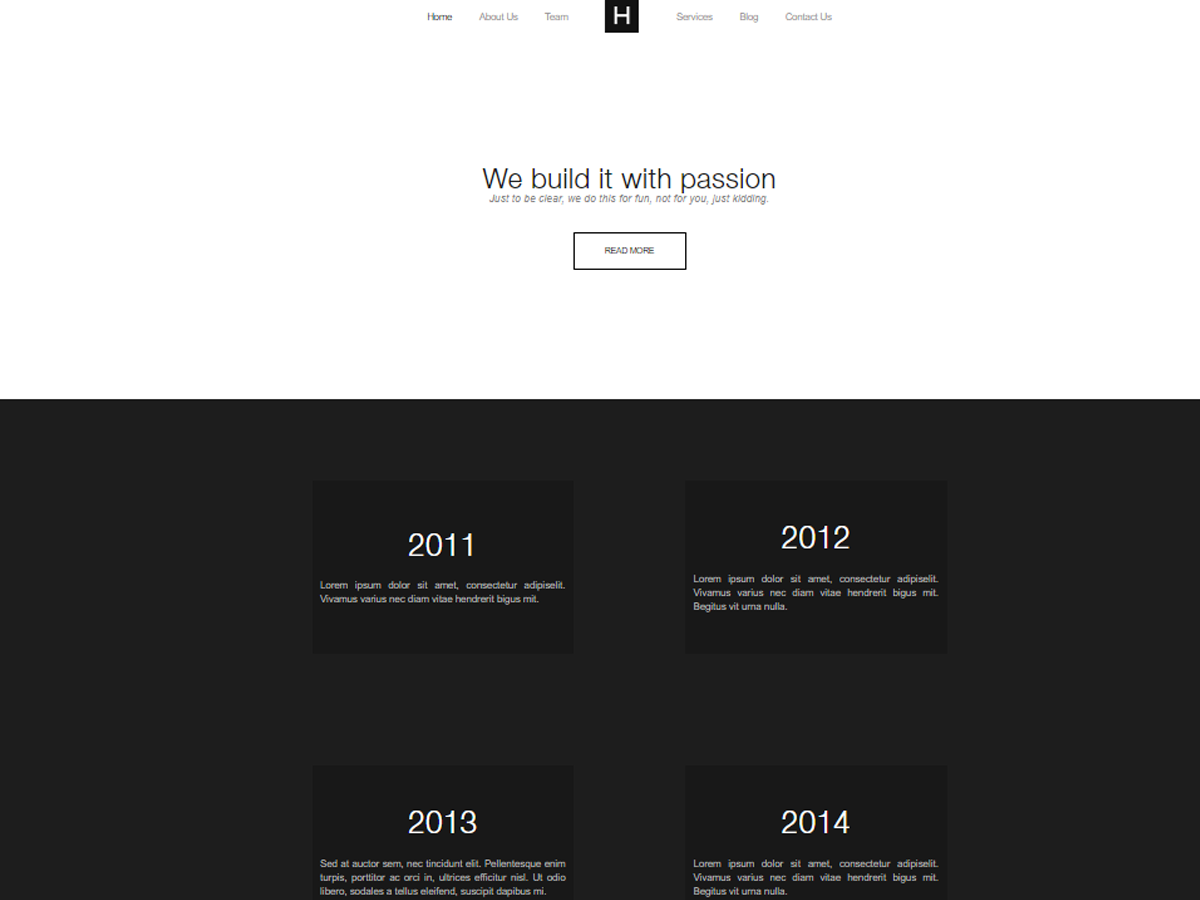 Home About Us Team H Services Blog Contact Us
We build it with passion
Just to be clear, we do this for fun, not for you, just kidding.
READ MORE
2011
Lorem ipsum dolor sit amet, consectetur adipiselit.
Vivamus varius nec diam vitae hendrerit bigus mit.
2012
Lorem ipsum dolor sit amet, consectetur adipiselit.
Vivamus varius nec diam vitae hendrerit bigus mit.
Begitus vit urna nulla.
2013
Sed at auctor sem, nec tincidunt elit. Pellentesque enim
turpis, porttitor ac orci in, ultrices efficitur nisl. Ut odio
libero, sodales a tellus eleifend, suscipit dapibus mi.
2014
Lorem ipsum dolor sit amet, consectetur adipiselit.
Vivamus varius nec diam vitae hendrerit bigus mit.
Begitus vit urna nulla.